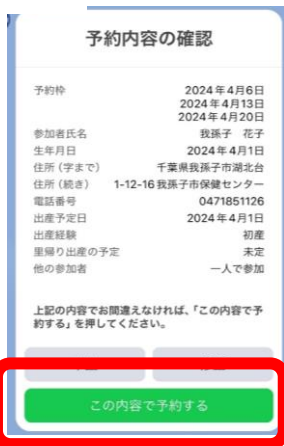 予約内容の確認
予約枠 2024年4月6日
2024年4月13日
2024年4月20日
参加者氏名 我孫子 花子
生年月日 2024年4月1日
住所（字まで） 千葉県我孫子市湖北台
住所（続き） 1-12-16我孫子市保健センター
電話番号 0471851126
出産予定日 2024年4月1日
出産経験 初産
里帰り出産の予定 未定
他の参加者 一人で参加
上記の内容でお間違えなければ、「この内容で予
約する」を押してください。
この内容で予約する